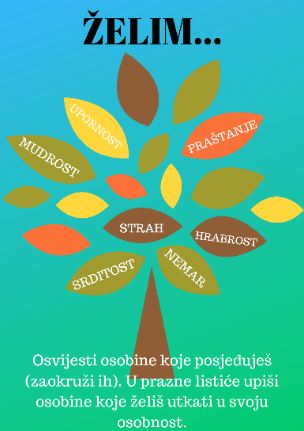 ŽELIM...
UPORNOST
PRAŠTANJE
MUDROST
STRAH
HRABROST
SRDITOST
NEMAR
Osvijesti osobine koje posjeduješ
(zaokruži ih). U prazne listiće upiši
osobine koje želiš utkati u svoju
osobnost.